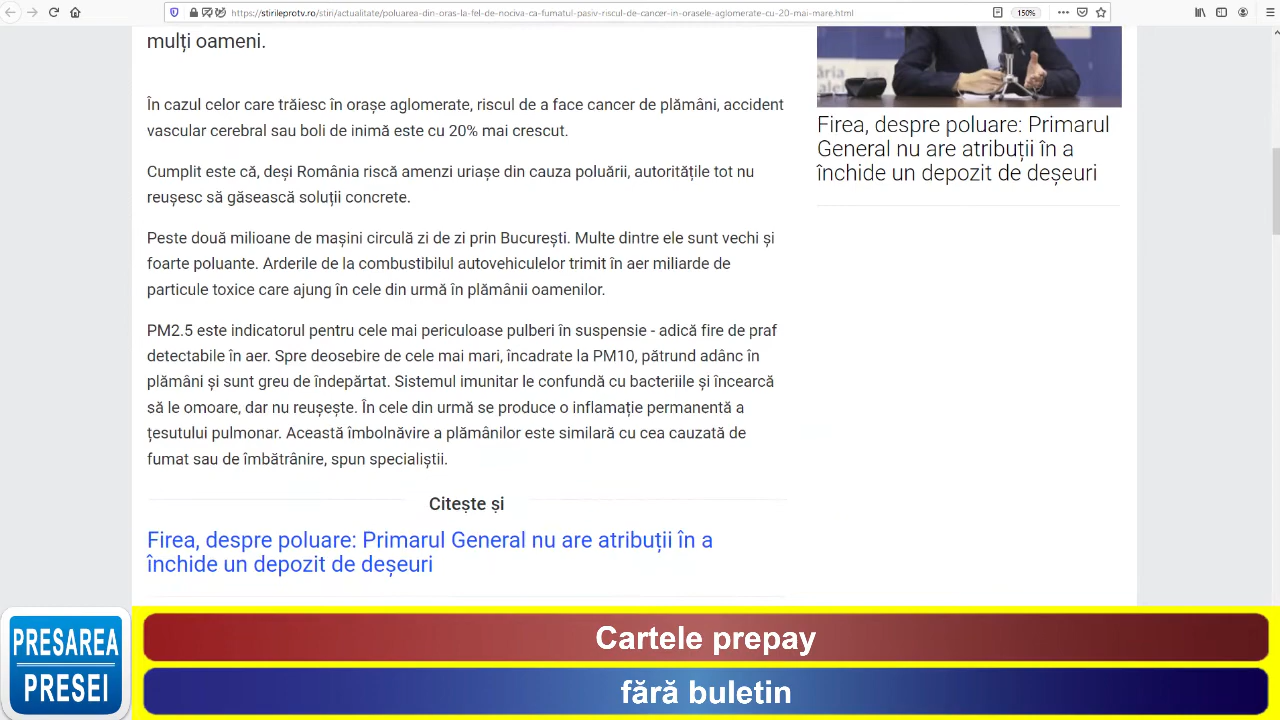 https://stirileprotv.ro/stiri/actualitate/poluarea-din-oras-la-fel-de-nociva-ca-fumatul-pasiv-riscul-de-cancer-in-orasele-aglomerate-cu-20-mai-mare.html
150%
mulți oameni.
În cazul celor care trăiesc în orașe aglomerate, riscul de a face cancer de plămâni, accident
vascular cerebral sau boli de inimă este cu 20% mai crescut.
Cumplit este că, deși România riscă amenzi uriașe din cauza poluării, autoritățile tot nu
reușesc să găsească soluții concrete.
Peste două milioane de mașini circulă zi de zi prin București. Multe dintre ele sunt vechi și
foarte poluante. Arderile de la combustibilul autovehiculelor trimit în aer miliarde de
particule toxice care ajung în cele din urmă în plămânii oamenilor.
PM2.5 este indicatorul pentru cele mai periculoase pulberi în suspensie - adică fire de praf
detectabile în aer. Spre deosebire de cele mai mari, încadrate la PM10, pătrund adânc în
plămâni și sunt greu de îndepărtat. Sistemul imunitar le confundă cu bacteriile și încearcă
să le omoare, dar nu reușește. În cele din urmă se produce o inflamație permanentă a
țesutului pulmonar. Această îmbolnăvire a plămânilor este similară cu cea cauzată de
fumat sau de îmbătrânire, spun specialiștii.
Citește și
Firea, despre poluare: Primarul General nu are atribuții în a
închide un depozit de deșeuri
Firea, despre poluare: Primarul
General nu are atribuții în a
închide un depozit de deșeuri
PRESAREA
PRESEI
Cartele prepay
fără buletin